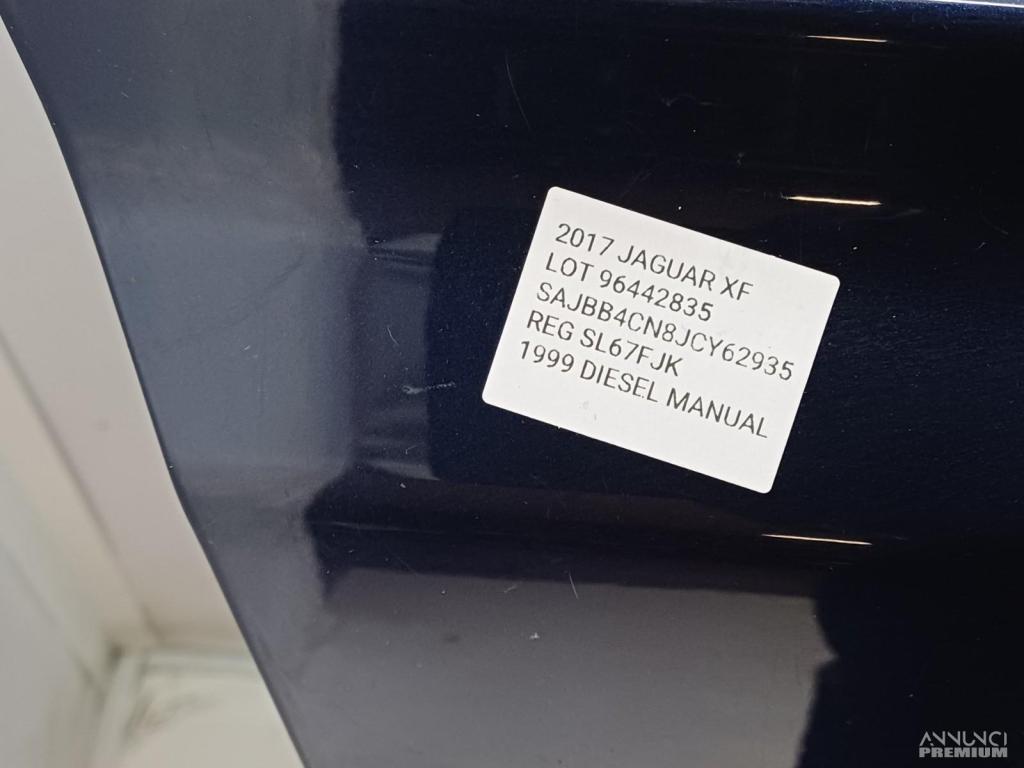 2017 JAGUAR XF
LOT 96442835
SAJBB4CN8JCY62935
REG SL67FJK
1999 DIESEL MANUAL
ANNUNCI
PREMIUM